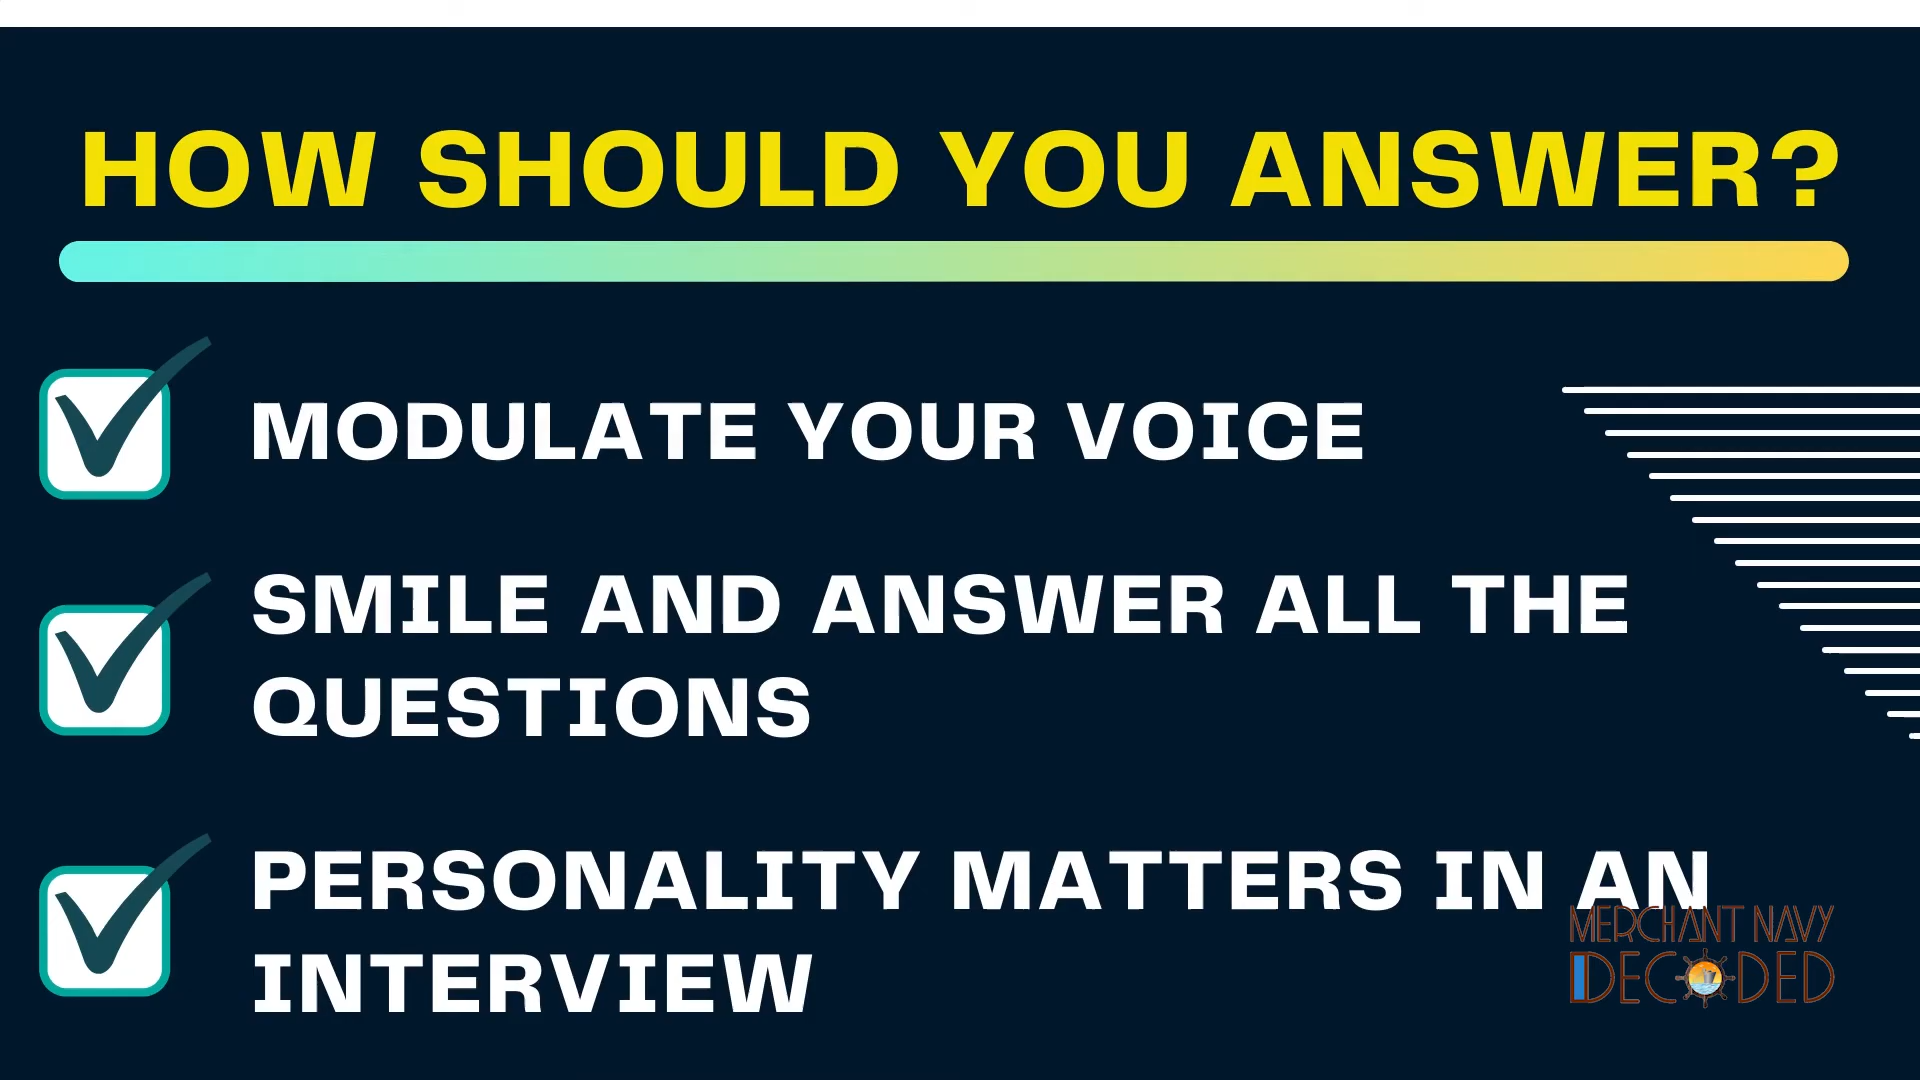 HOW SHOULD YOU ANSWER?
MODULATE YOUR VOICE
SMILE AND ANSWER ALL THE
QUESTIONS
PERSONALITY MATTERS IN AN
INTERVIEW
MERCHANT NAVY
DECODED